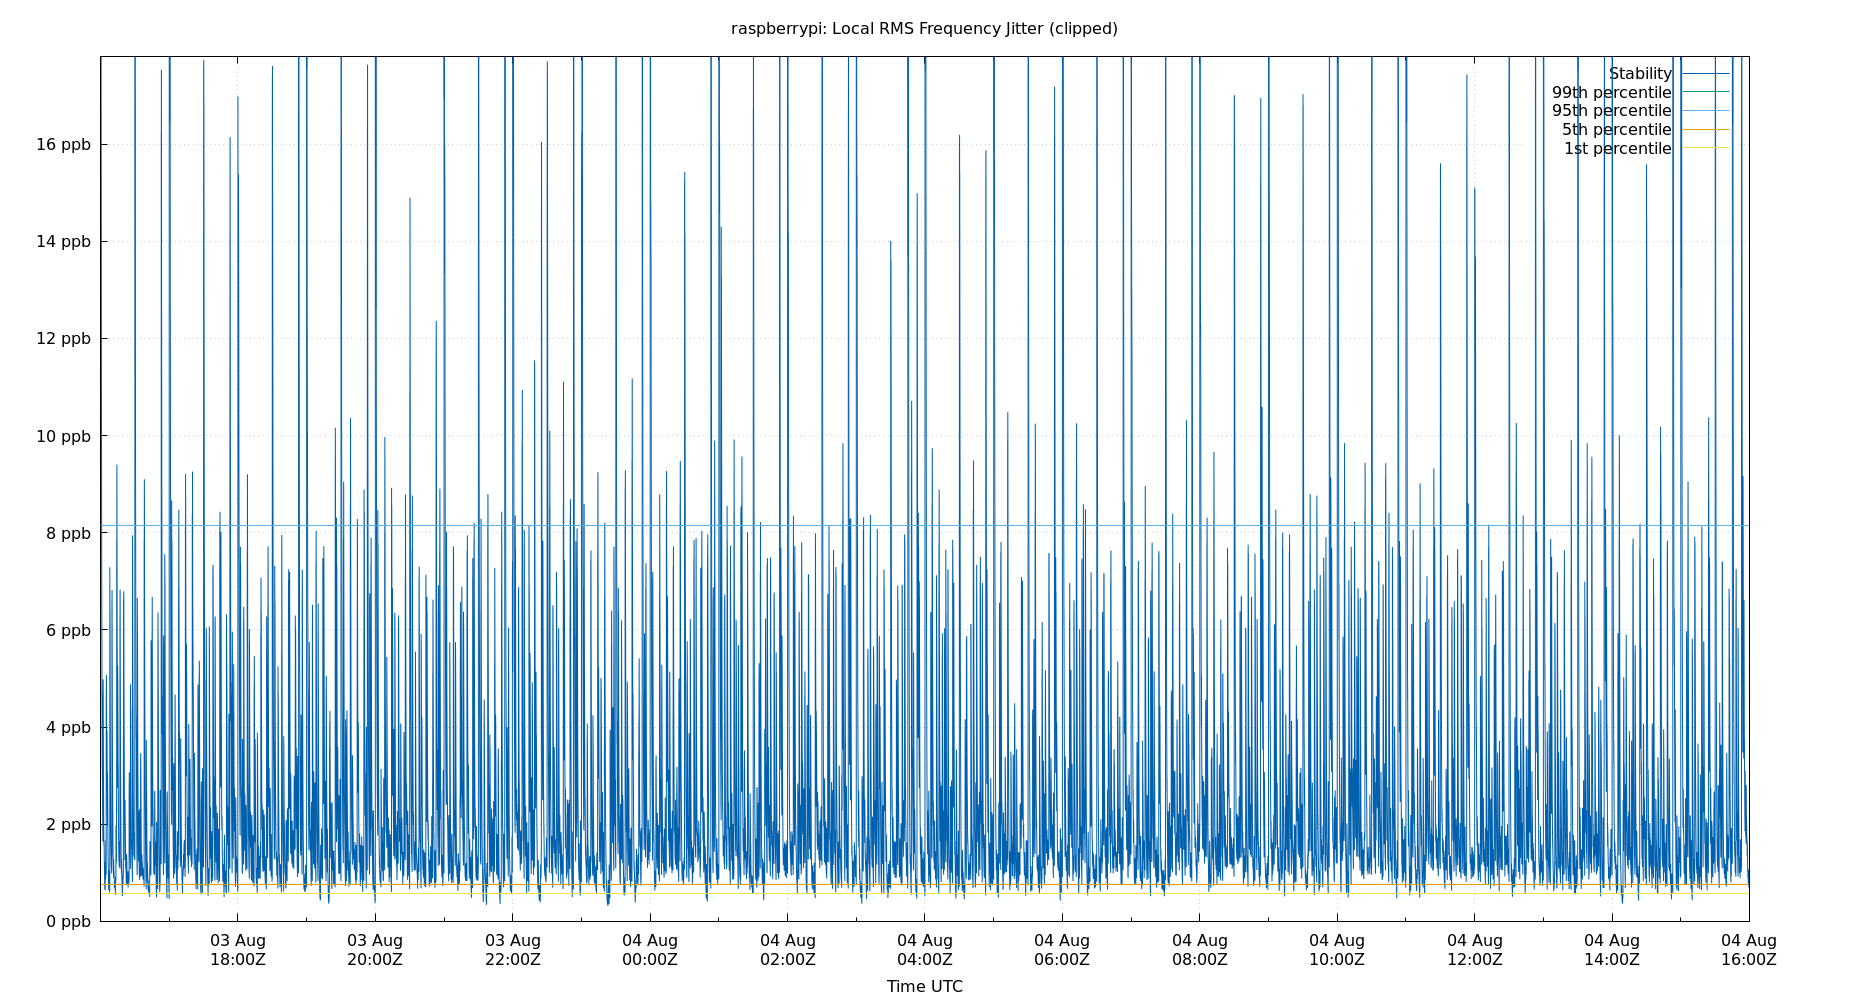 raspberrypi: Local RMS Frequency Jitter (clipped)
Stability
99th percentile
95th percentile
5th percentile
1st percentile
16 ppb
14 ppb
12 ppb
10 ppb
8 ppb
6 ppb
4 ppb
2 ppb
0 ppb
03 Aug 03 Aug 03 Aug 04 Aug 04 Aug 04 Aug 04 Aug 04 Aug 04 Aug 04 Aug 04 Aug 04 Aug
18:00Z 20:00Z 22:00Z 00:00Z 02:00Z 04:00Z 06:00Z 08:00Z 10:00Z 12:00Z 14:00Z 16:00Z
Time UTC